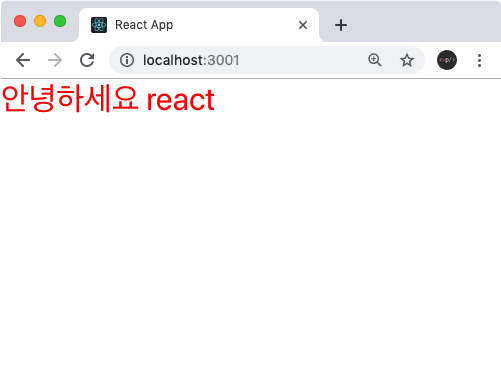 React App
localhost:3001
안녕하세요 react